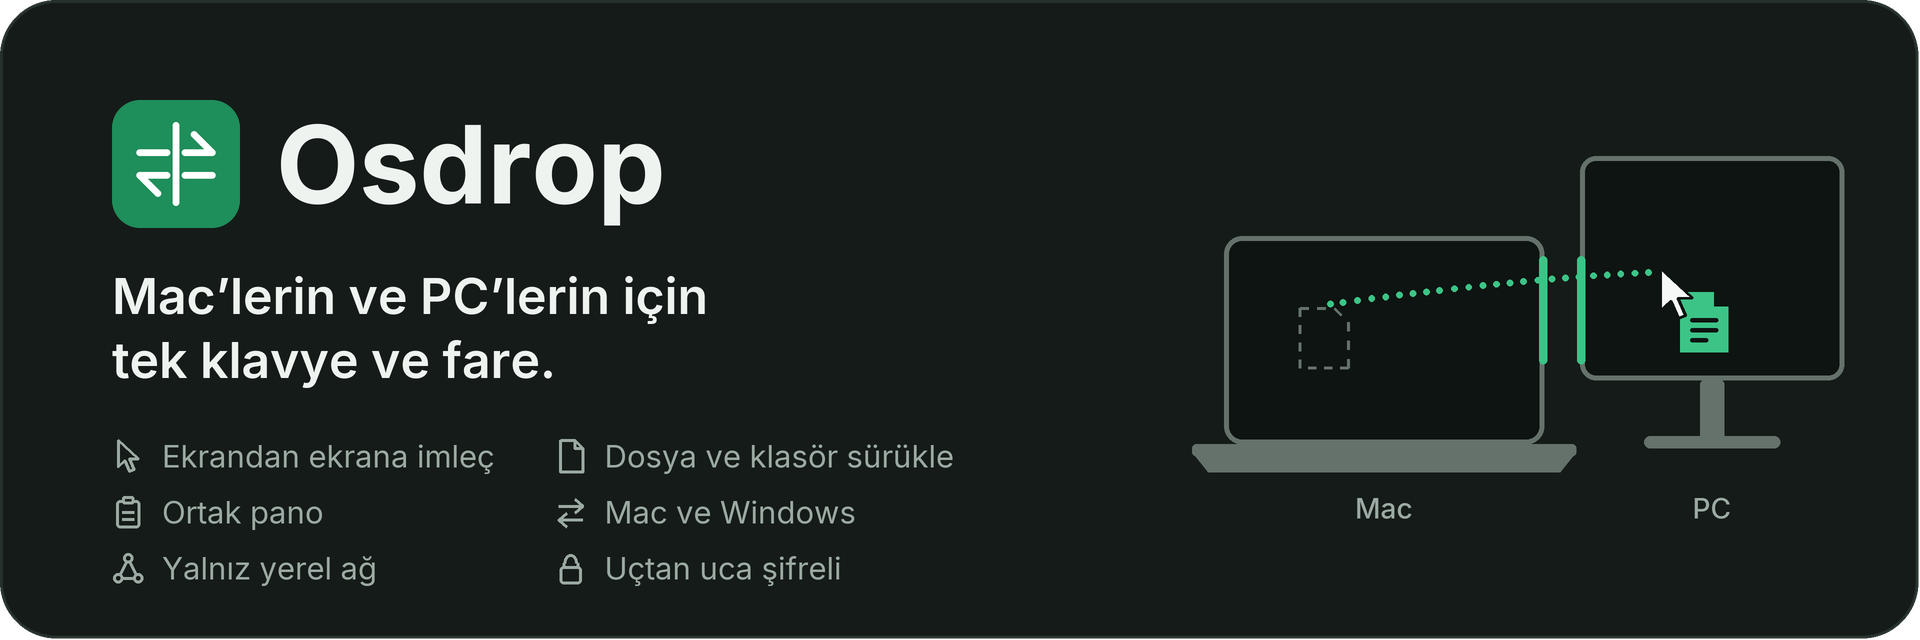 Osdrop
Mac’lerin ve PC’lerin için
tek klavye ve fare.
Ekrandan ekrana imleç
Dosya ve klasör sürükle
Ortak pano
Mac ve Windows
Yalnız yerel ağ
Uçtan uca şifreli
Mac
PC